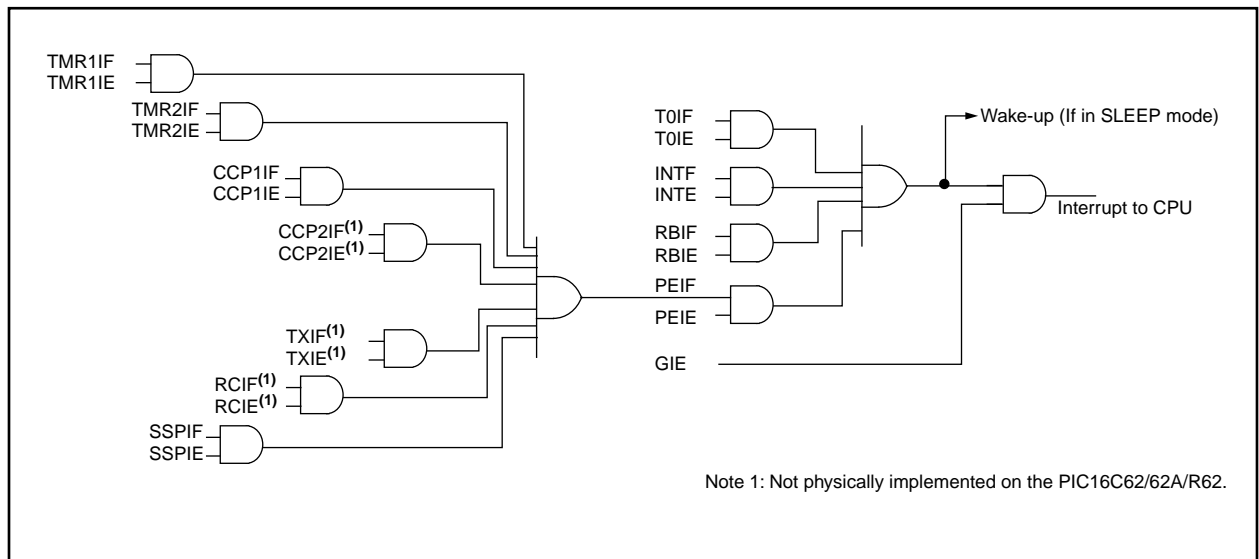 TMR1IF
TMR1IE
TMR2IF
TMR2IE
CCP1IF
CCP1IE
CCP2IF(1)
CCP2IE(1)
TXIF(1)
TXIE(1)
RCIF(1)
RCIE(1)
SSPIF
SSPIE
T0IF
T0IE
INTF
INTE
RBIF
RBIE
PEIF
PEIE
GIE
Wake-up (If in SLEEP mode)
Interrupt to CPU
Note 1: Not physically implemented on the PIC16C62/62A/R62.